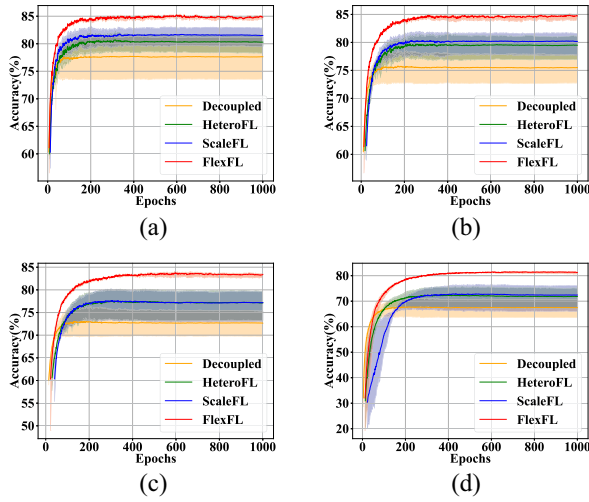 85
80
75
70
65
60
Accuracy(%)
Decoupled
HeteroFL
ScaleFL
FlexFL
0 200 400 600 800 1000
Epochs
(a)
85
80
75
70
65
60
Accuracy(%)
Decoupled
HeteroFL
ScaleFL
FlexFL
0 200 400 600 800 1000
Epochs
(b)
85
80
75
70
65
60
55
50
Accuracy(%)
Decoupled
HeteroFL
ScaleFL
FlexFL
0 200 400 600 800 1000
Epochs
(c)
80
70
60
50
40
30
20
Accuracy(%)
Decoupled
HeteroFL
ScaleFL
FlexFL
0 200 400 600 800 1000
Epochs
(d)